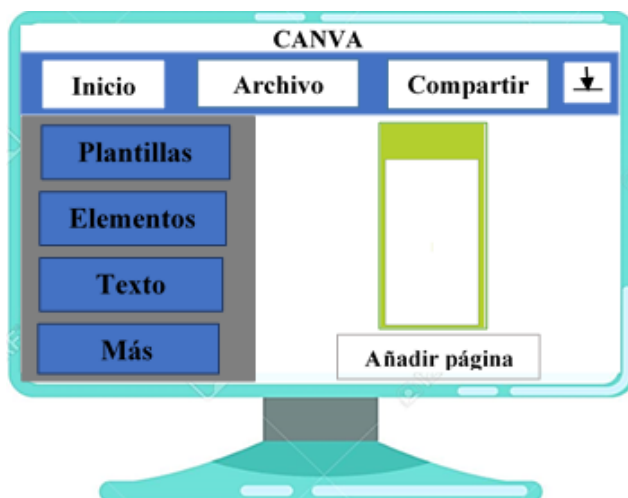 CANVA
Inicio Archivo Compartir
Plantillas
Elementos
Texto
Más
Añadir página